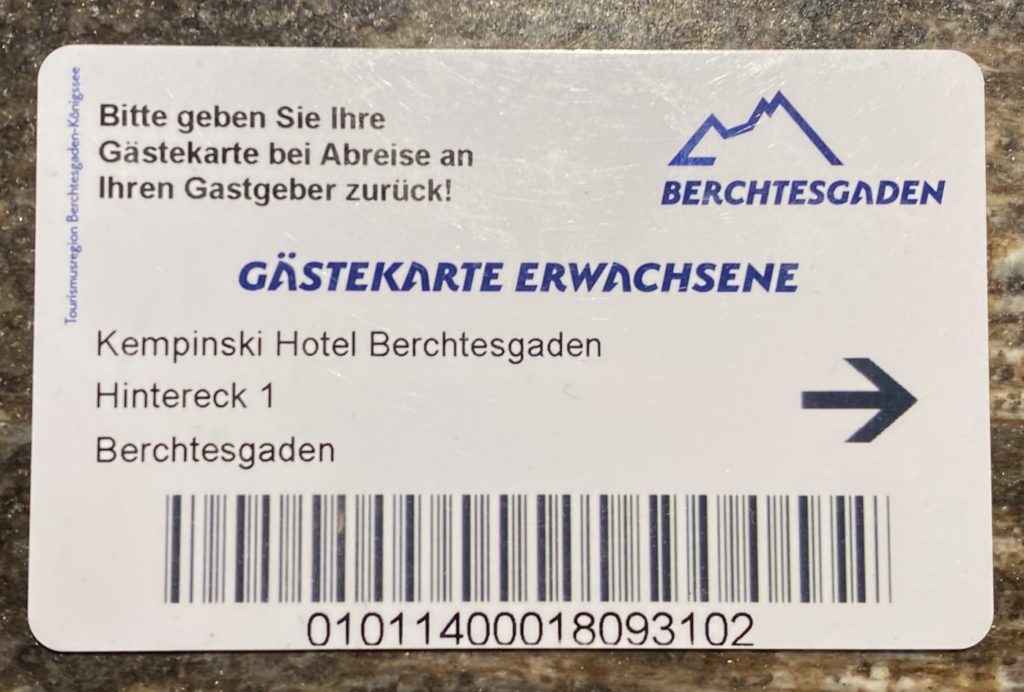 Tourismusregion Berchtesgaden-Königssee
Bitte geben Sie Ihre
Gästekarte bei Abreise an
Ihren Gastgeber zurück!
BERCHTESGADEN
GÄSTEKARTE ERWACHSENE
Kempinski Hotel Berchtesgaden
Hintereck 1
Berchtesgaden
01011400018093102